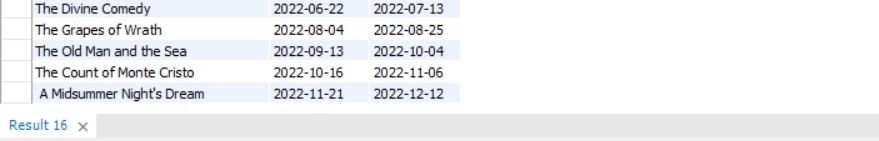 The Divine Comedy 2022-06-22 2022-07-13
The Grapes of Wrath 2022-08-04 2022-08-25
The Old Man and the Sea 2022-09-13 2022-10-04
The Count of Monte Cristo 2022-10-16 2022-11-06
A Midsummer Night's Dream 2022-11-21 2022-12-12
Result 16 ×